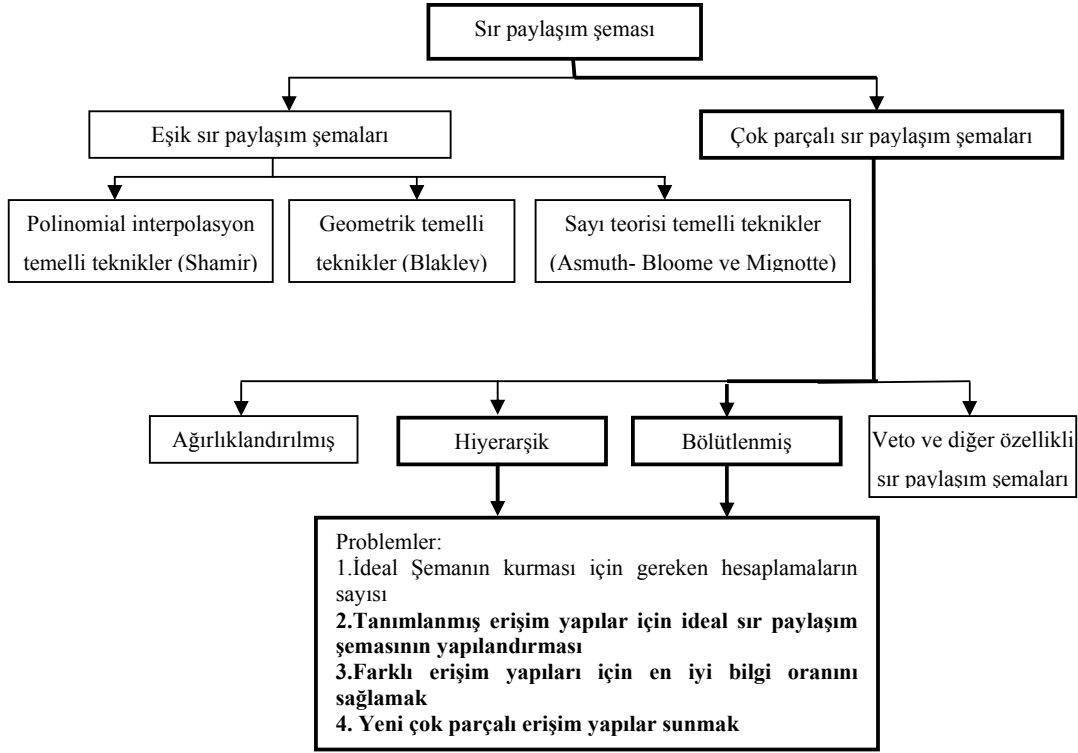 Sır paylaşım şeması
Eşik sır paylaşım şemaları
Çok parçalı sır paylaşım şemaları
Polinomial interpolasyon
temelli teknikler (Shamir)
Geometrik temelli
teknikler (Blakley)
Sayı teorisi temelli teknikler
(Asmuth- Bloome ve Mignotte)
Ağırlıklandırılmış
Hiyerarşik
Bölütlenmiş
Veto ve diğer özellikli
sır paylaşım şemaları
Problemler:
1.İdeal Şemanın kurması için gereken hesaplamaların
sayısı
2.Tanımlanmış erişim yapılar için ideal sır paylaşım
şemasının yapılandırması
3.Farklı erişim yapıları için en iyi bilgi oranını
sağlamak
4. Yeni çok parçalı erişim yapılar sunmak